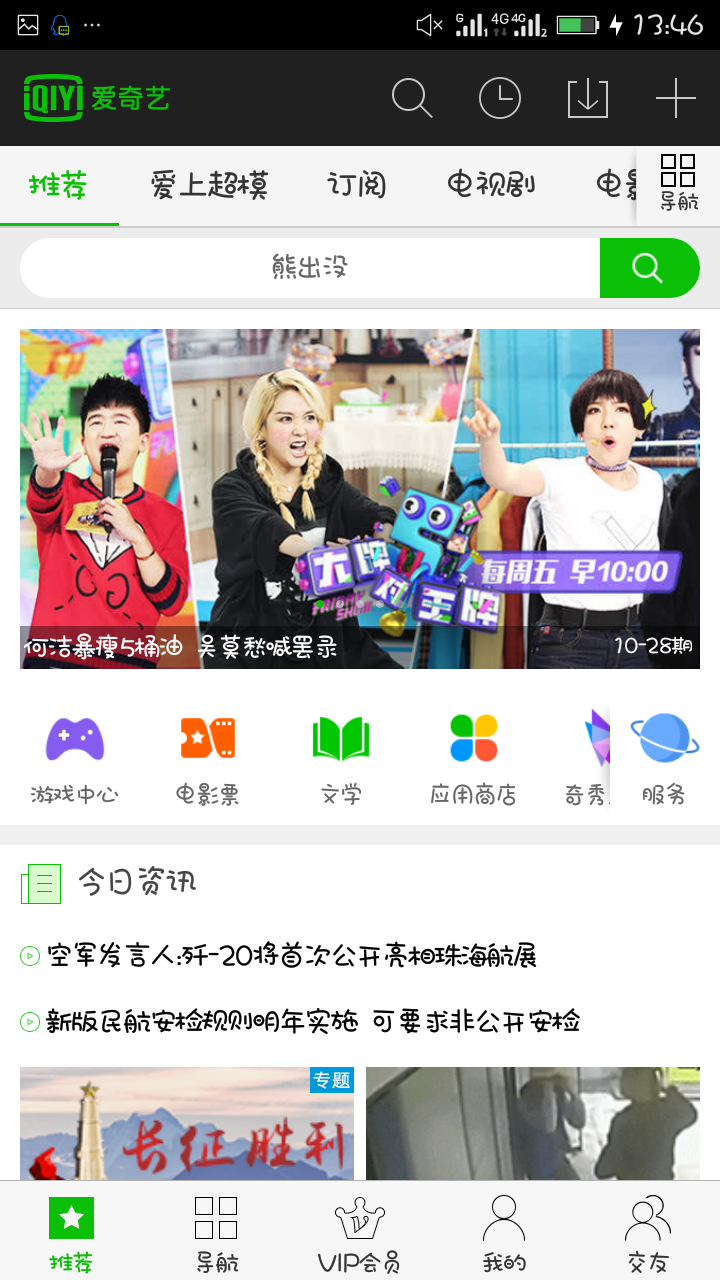 G 1 4G 4G 2 13:46
iQIYI 爱奇艺
推荐 爱上超模 订阅 电视剧 导航
熊出没
大牌对王牌
FRIDAY SHOW
每周五 早10:00
何洁暴瘦5桶油 吴莫愁喊罢录 10-28期
游戏中心 电影票 文学 应用商店 奇秀 服务
今日资讯
空军发言人:歼-20将首次公开亮相珠海航展
新版民航安检规则明年实施 可要求非公开安检
专题
长征胜利
推荐 导航 VIP会员 我的 交友